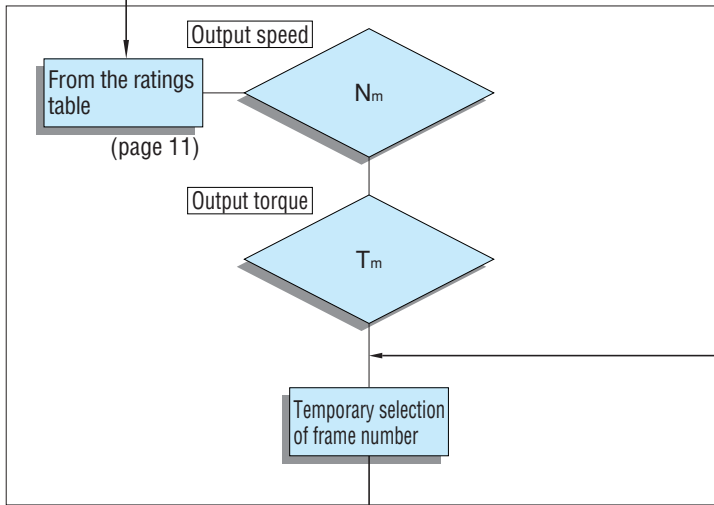 Output speed
From the ratings
table
(page 11)
Nm
Output torque
Tm
Temporary selection
of frame number